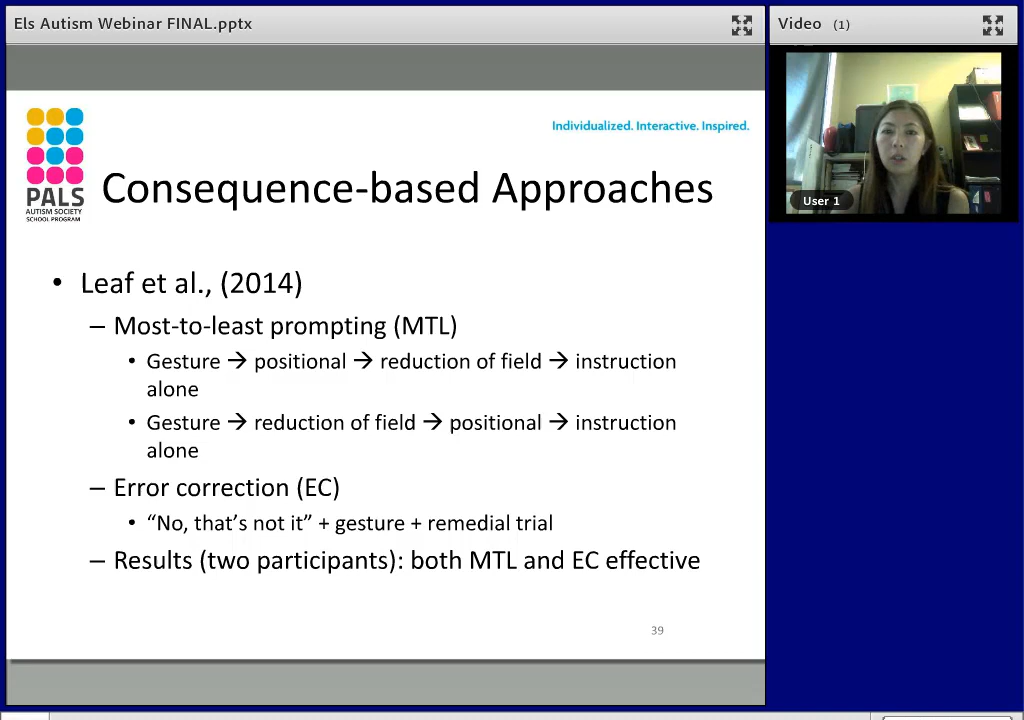 Els Autism Webinar FINAL.pptx
Video (1)
User 1
PALS
AUTISM SOCIETY
SCHOOL PROGRAM
Individualized. Interactive. Inspired.
Consequence-based Approaches
• Leaf et al., (2014)
– Most-to-least prompting (MTL)
• Gesture → positional → reduction of field → instruction
alone
• Gesture → reduction of field → positional → instruction
alone
– Error correction (EC)
• “No, that’s not it” + gesture + remedial trial
– Results (two participants): both MTL and EC effective
39